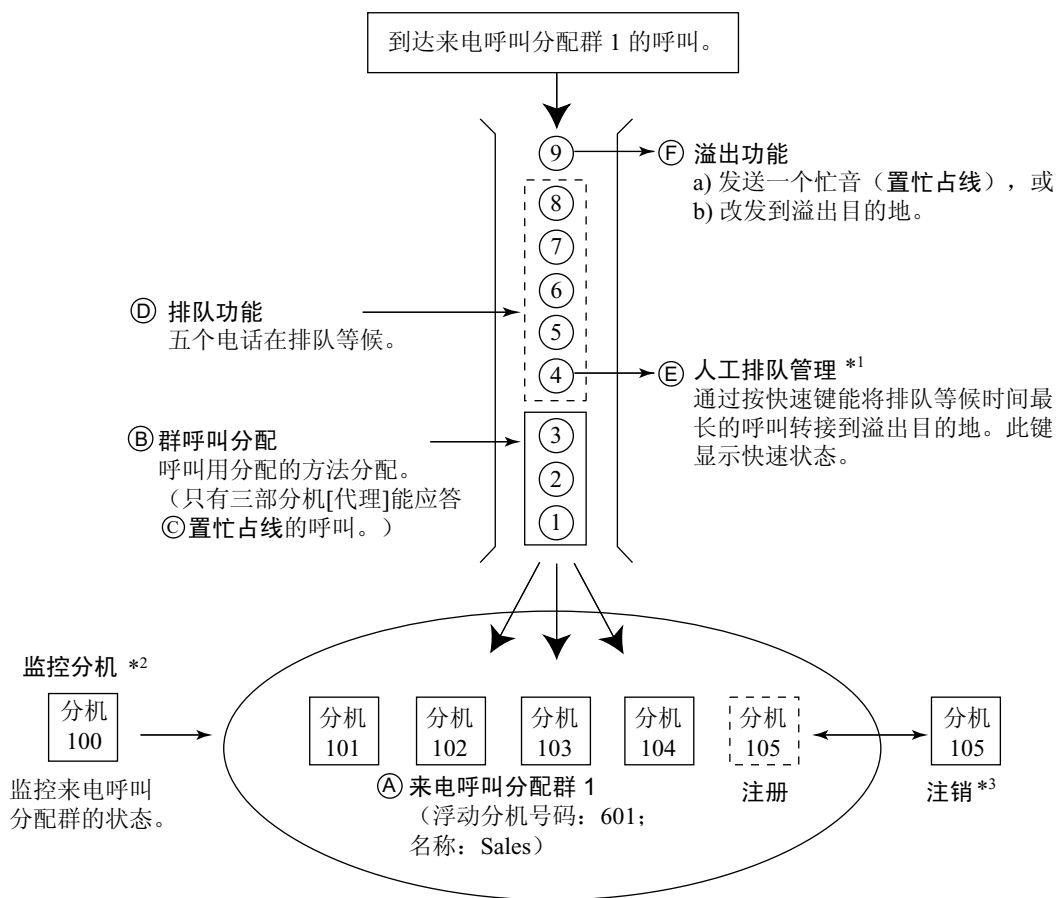 到达来电呼叫分配群 1 的呼叫。
9
Ⓕ 溢出功能
a) 发送一个忙音（置忙占线），或
b) 改发到溢出目的地。
8
7
6
5
4
Ⓓ 排队功能
五个电话在排队等候。
Ⓔ 人工排队管理 *1
通过按快速键能将排队等候时间最
长的呼叫转接到溢出目的地。此键
显示快速状态。
Ⓑ 群呼叫分配
呼叫用分配的方法分配。
（只有三部分机[代理]能应答
Ⓒ置忙占线的呼叫。）
3
2
1
监控分机 *2
分机
100
监控来电呼叫
分配群的状态。
分机
101
分机
102
分机
103
分机
104
分机
105
注册
分机
105
注销 *3
Ⓐ 来电呼叫分配群 1
（浮动分机号码：601；
名称：Sales）